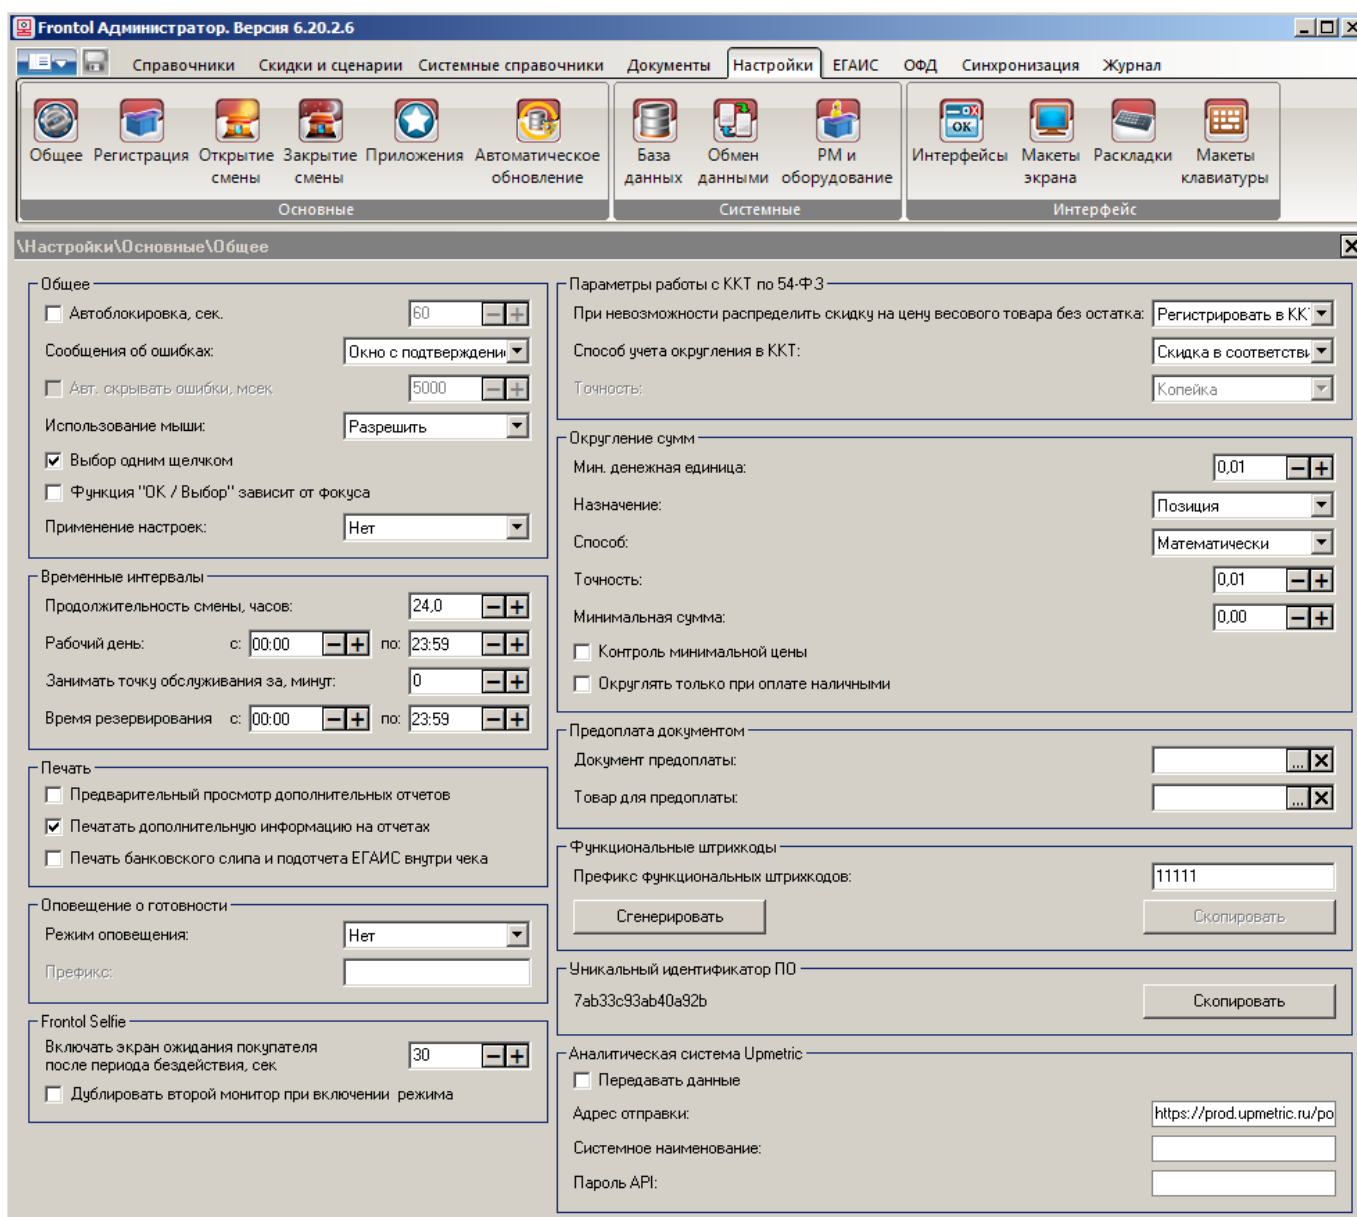 Frontol Администратор. Версия 6.20.2.6
Справочники Скидки и сценарии Системные справочники Документы Настройки ЕГАИС ОФД Синхронизация Журнал
Общее Регистрация Открытие смены Закрытие смены Приложения Автоматическое обновление
Основные
База данных Обмен данными РМ и оборудование
Системные
Интерфейсы Макеты экрана Раскладки Макеты клавиатуры
Интерфейс
\Настройки\Основные\Общее
Общее
Автоблокировка, сек. 60
Сообщения об ошибках: Окно с подтверждени
Авт. скрывать ошибки, мсек 5000
Использование мыши: Разрешить
Выбор одним щелчком
Функция "ОК / Выбор" зависит от фокуса
Применение настроек: Нет
Временные интервалы
Продолжительность смены, часов: 24,0
Рабочий день: с: 00:00 по: 23:59
Занимать точку обслуживания за, минут: 0
Время резервирования с: 00:00 по: 23:59
Печать
Предварительный просмотр дополнительных отчетов
Печатать дополнительную информацию на отчетах
Печать банковского слипа и подотчета ЕГАИС внутри чека
Оповещение о готовности
Режим оповещения: Нет
Префикс:
Frontol Selfie
Включать экран ожидания покупателя
после периода бездействия, сек 30
Дублировать второй монитор при включении режима
Параметры работы с ККТ по 54-ФЗ
При невозможности распределить скидку на цену весового товара без остатка: Регистрировать в КК
Способ учета округления в ККТ: Скидка в соответстви
Точность: Копейка
Округление сумм
Мин. денежная единица: 0,01
Назначение: Позиция
Способ: Математически
Точность: 0,01
Минимальная сумма: 0,00
Контроль минимальной цены
Округлять только при оплате наличными
Предоплата документом
Документ предоплаты: ...
Товар для предоплаты: ...
Функциональные штрихкоды
Префикс функциональных штрихкодов: 11111
Сгенерировать Скопировать
Уникальный идентификатор ПО
7ab33c93ab40a92b Скопировать
Аналитическая система Upmetric
Передавать данные
Адрес отправки: https://prod.upmetric.ru/po
Системное наименование:
Пароль API: